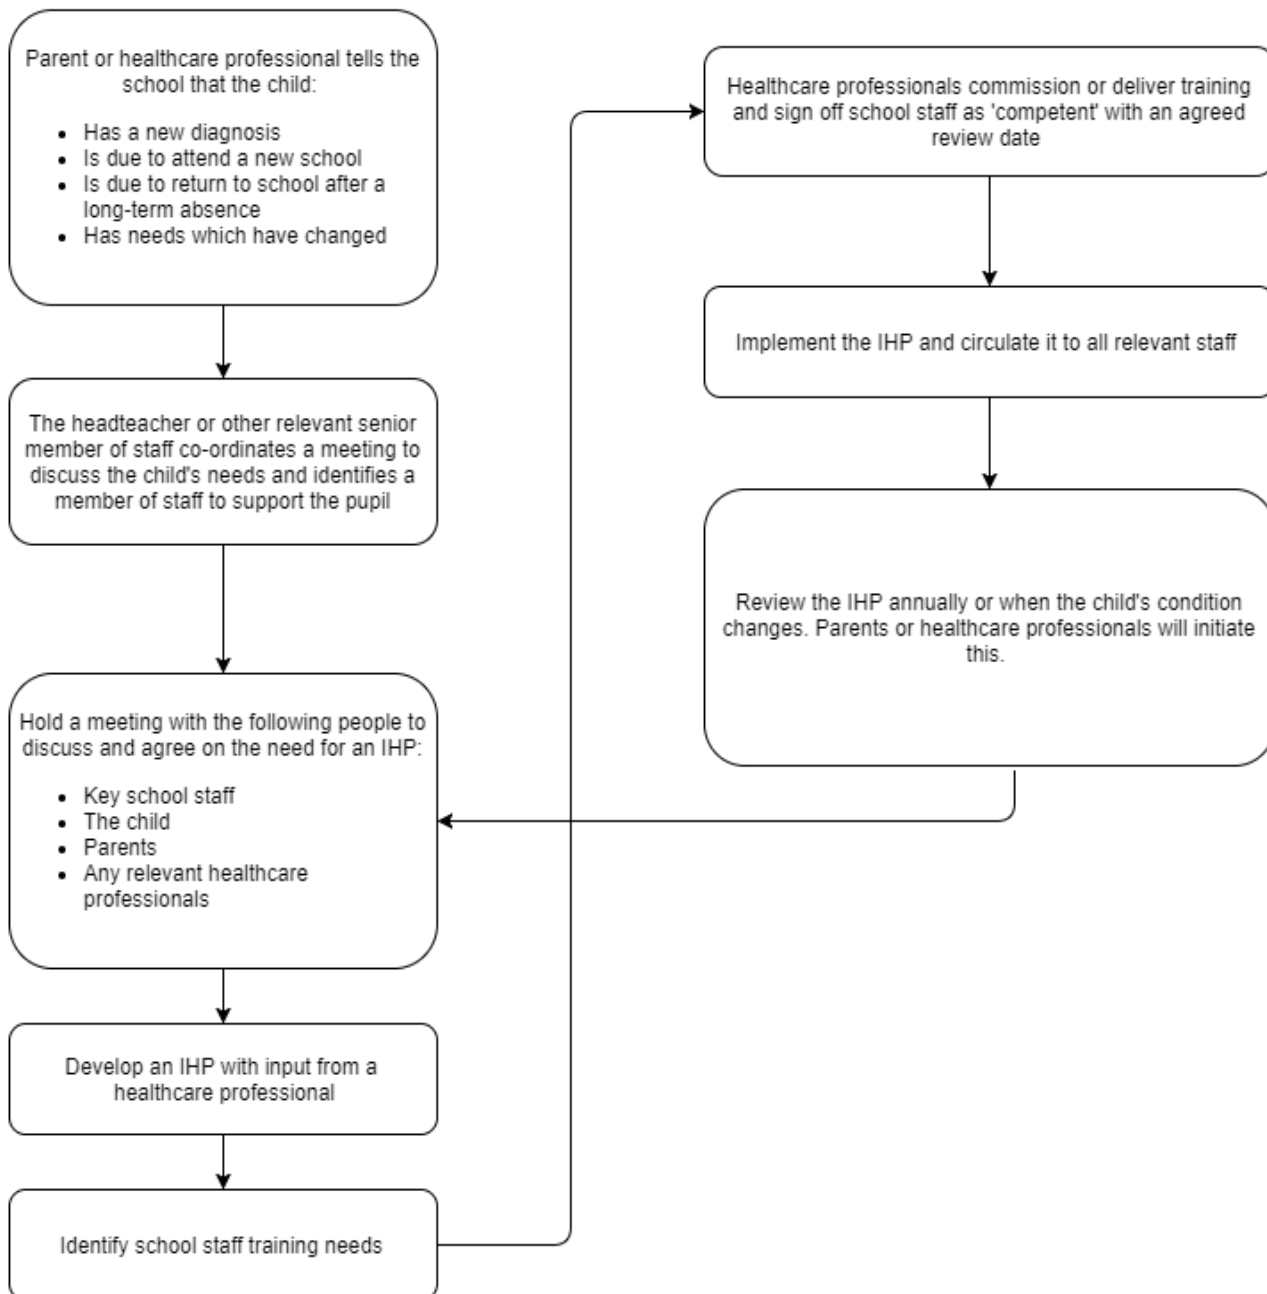 Parent or healthcare professional tells the
school that the child:
• Has a new diagnosis
• Is due to attend a new school
• Is due to return to school after a
long-term absence
• Has needs which have changed
The headteacher or other relevant senior
member of staff co-ordinates a meeting to
discuss the child's needs and identifies a
member of staff to support the pupil
Hold a meeting with the following people to
discuss and agree on the need for an IHP:
• Key school staff
• The child
• Parents
• Any relevant healthcare
professionals
Develop an IHP with input from a
healthcare professional
Identify school staff training needs
Healthcare professionals commission or deliver training
and sign off school staff as 'competent' with an agreed
review date
Implement the IHP and circulate it to all relevant staff
Review the IHP annually or when the child's condition
changes. Parents or healthcare professionals will initiate
this.